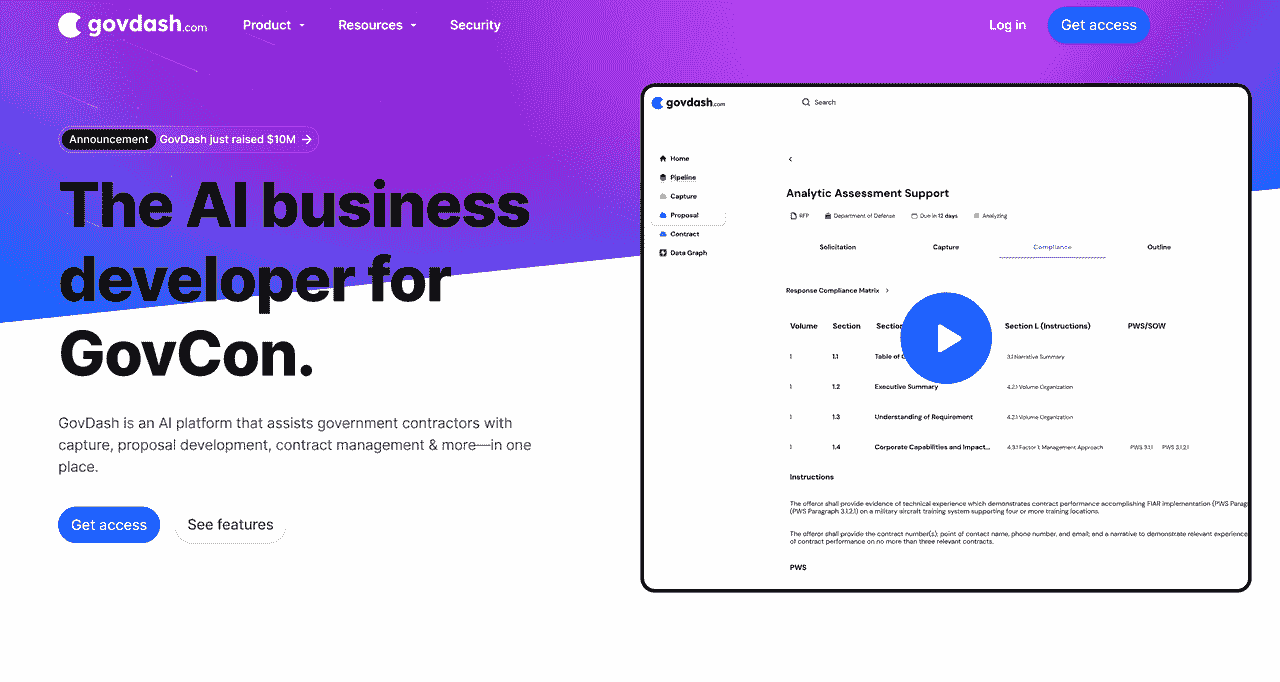 govdash.com
Product
Resources
Security
Log in
Get access
Announcement GovDash just raised $10M →
The AI business
developer for
GovCon.
GovDash is an AI platform that assists government contractors with
capture, proposal development, contract management & more—in one
place.
Get access
See features
govdash.com
Search
Home
Pipeline
Capture
Proposal
Contract
Data Graph
Analytic Assessment Support
RFP
Department of Defense
Due in 12 days
Analyzing
Solicitation
Capture
Compliance
Outline
Response Compliance Matrix
Volume Section Section L (Instructions) PWS/SOW
1 1.1 Table of 3.1 Narrative Summary
1 1.2 Executive Summary 4.2.1 Volume Organization
1 1.3 Understanding of Requirement 4.2.1 Volume Organization
1 1.4 Corporate Capabilities and Impact... 4.3.1 Factor 1: Management Approach PWS 3.1.1 PWS 3.1.2.1
Instructions
The offeror shall provide evidence of technical experience which demonstrates contract performance accomplishing FIAR implementation (PWS
(PWS Paragraph 3.1.2.1) on a military aircraft training system supporting four or more training locations.
The offeror shall provide the contract number(s); point of contact name, phone number, and email; and a narrative to demonstrate relevant experience
of contract performance on no more than three relevant contracts.
PWS